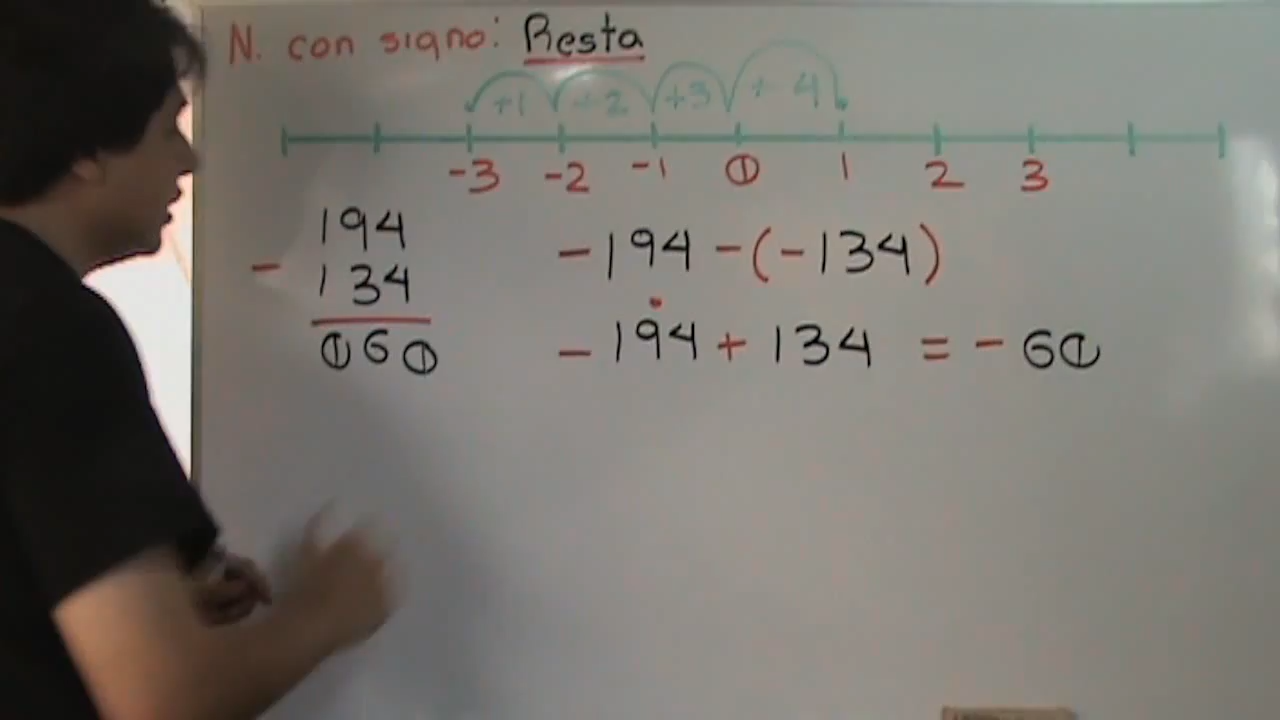 N. con signo: Resta
+1 +2 +3 + 4
-3 -2 -1 0 1 2 3
194
- 134
060
- 194 - (- 134)
- 194 + 134 = - 60